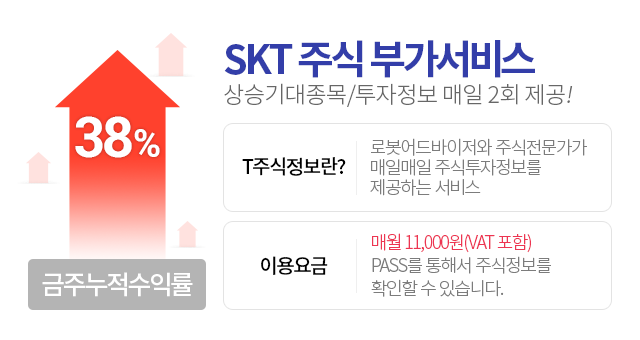 SKT 주식 부가서비스
상승기대종목/투자정보 매일 2회 제공!
38%
금주누적수익률
T주식정보란?
로봇어드바이저와 주식전문가가
매일매일 주식투자정보를
제공하는 서비스
이용요금
매월 11,000원(VAT 포함)
PASS를 통해서 주식정보를
확인할 수 있습니다.